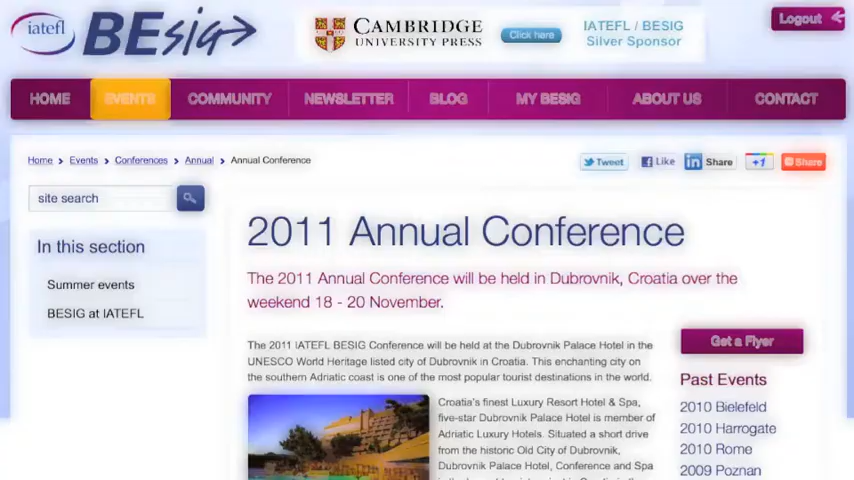 iatefl BEsig
CAMBRIDGE
UNIVERSITY PRESS
Click here
IATEFL / BESIG
Silver Sponsor
Logout
HOME EVENTS COMMUNITY NEWSLETTER BLOG MY BESIG ABOUT US CONTACT
Home > Events > Conferences > Annual > Annual Conference
Tweet Like in Share +1 Share
site search
In this section
Summer events
BESIG at IATEFL
2011 Annual Conference
The 2011 Annual Conference will be held in Dubrovnik, Croatia over the
weekend 18 - 20 November.
The 2011 IATEFL BESIG Conference will be held at the Dubrovnik Palace Hotel in the
UNESCO World Heritage listed city of Dubrovnik in Croatia. This enchanting city on
the southern Adriatic coast is one of the most popular tourist destinations in the world.
Croatia's finest Luxury Resort Hotel & Spa,
five-star Dubrovnik Palace Hotel is member of
Adriatic Luxury Hotels. Situated a short drive
from the historic Old City of Dubrovnik,
Dubrovnik Palace Hotel, Conference and Spa
Get a Flyer
Past Events
2010 Bielefeld
2010 Harrogate
2010 Rome
2009 Poznan